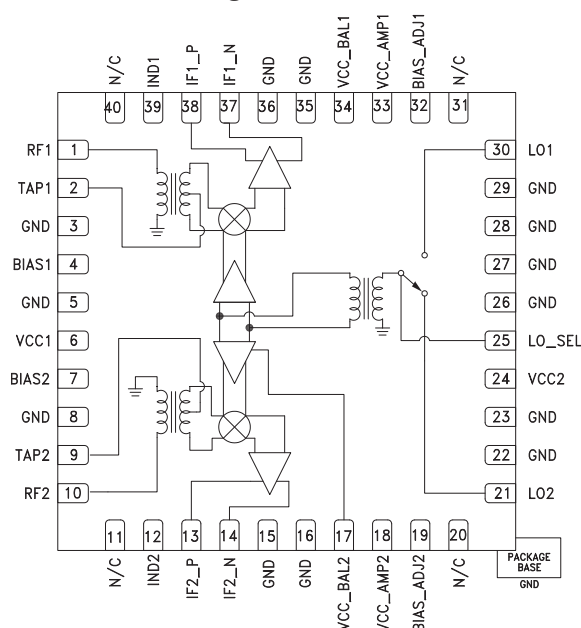 N/C
IND1
IF1_P
IF1_N
GND
GND
VCC_BAL1
VCC_AMP1
BIAS_ADJ1
N/C
40
39
38
37
36
35
34
33
32
31
RF1 1
TAP1 2
GND 3
BIAS1 4
GND 5
VCC1 6
BIAS2 7
GND 8
TAP2 9
RF2 10
30 LO1
29 GND
28 GND
27 GND
26 GND
25 LO_SEL
24 VCC2
23 GND
22 GND
21 LO2
11
12
13
14
15
16
17
18
19
20
N/C
IND2
IF2_P
IF2_N
GND
GND
VCC_BAL2
VCC_AMP2
BIAS_ADJ2
N/C
PACKAGE
BASE
GND